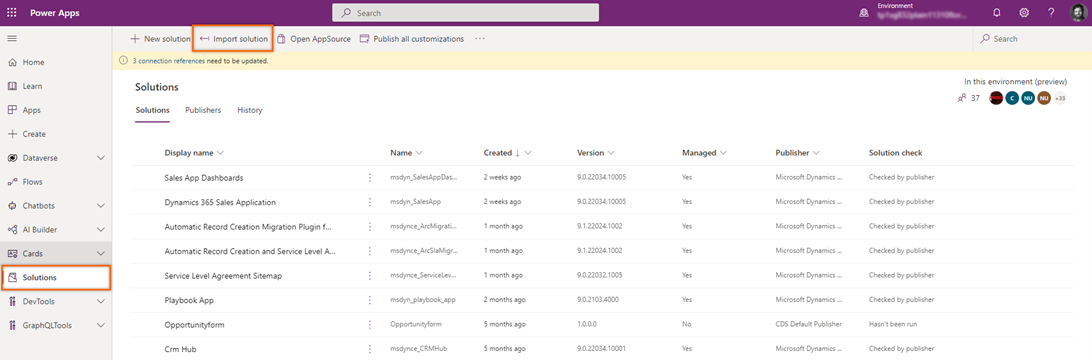 Power Apps
Search
Environment
New solution
Import solution
Open AppSource
Publish all customizations
Search
3 connection references need to be updated.
Home
Learn
Apps
Create
Dataverse
Flows
Chatbots
AI Builder
Cards
Solutions
DevTools
GraphQLTools
Solutions
In this environment (preview)
37
C
NU
NU
+33
Solutions Publishers History
Display name Name Created Version Managed Publisher Solution check
Sales App Dashboards msdyn_SalesAppDas... 2 weeks ago 9.0.22034.10005 Yes Microsoft Dynamics ... Checked by publisher
Dynamics 365 Sales Application msdyn_SalesApp 2 weeks ago 9.0.22034.10005 Yes Microsoft Dynamics ... Checked by publisher
Automatic Record Creation Migration Plugin f... msdynce_ArcMigrati... 1 month ago 9.1.22024.1002 Yes Microsoft Dynamics ... Checked by publisher
Automatic Record Creation and Service Level A... msdynce_ArcSlaMigr... 1 month ago 9.1.22024.1002 Yes Microsoft Dynamics ... Checked by publisher
Service Level Agreement Sitemap msdynce_ServiceLev... 1 month ago 9.0.22032.1005 Yes Microsoft Dynamics ... Checked by publisher
Playbook App msdyn_playbook_app 2 months ago 9.0.2103.4000 Yes Microsoft Dynamics ... Checked by publisher
Opportunityform Opportunityform 5 months ago 1.0.0.0 No CDS Default Publisher Hasn't been run
Crm Hub msdynce_CRMHub 5 months ago 9.0.22034.10001 Yes Microsoft Dynamics ... Checked by publisher